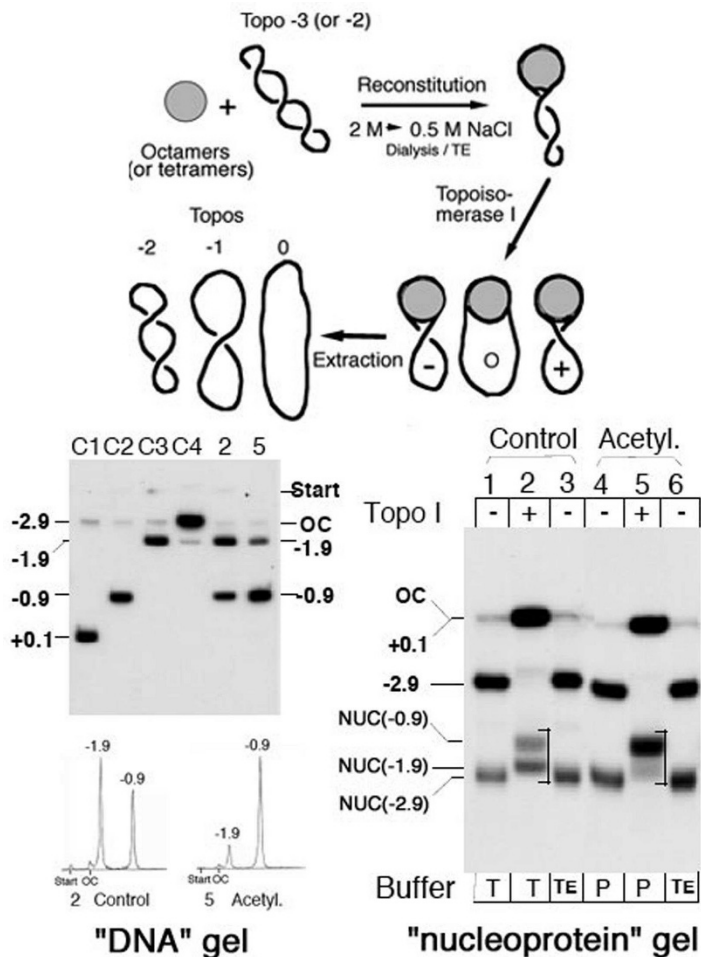 Topo -3 (or -2)
+
Octamers
(or tetramers)
Reconstitution
2 M 0.5 M NaCl
Dialysis / TE
Topoiso-
merase I
Topos
-2 -1 0
Extraction
- O +
C1 C2 C3 C4 2 5
Start
-2.9 OC
-1.9 -1.9
-0.9 -0.9
+0.1
-1.9
-0.9
Start OC
2 Control
-0.9
-1.9
Start OC
5 Acetyl.
"DNA" gel
Control Acetyl.
1 2 3 4 5 6
Topo I - + - - + -
OC
+0.1
-2.9
NUC(-0.9)
NUC(-1.9)
NUC(-2.9)
Buffer T T TE P P TE
"nucleoprotein" gel